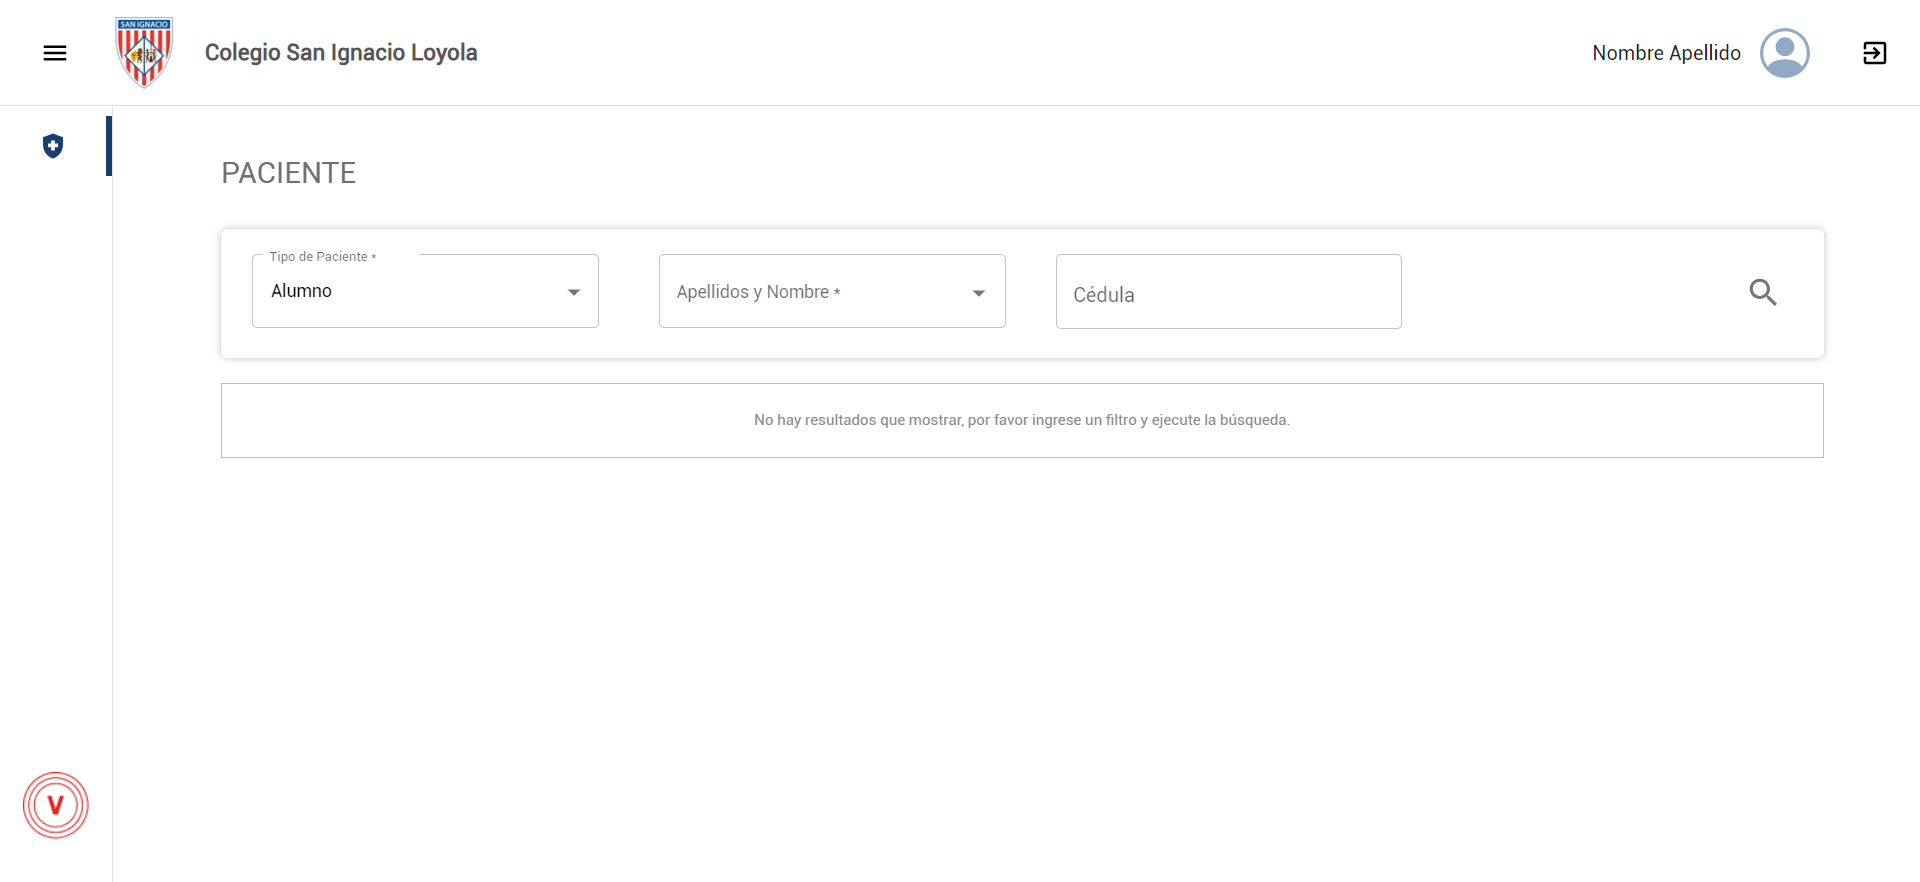 SAN IGNACIO
Colegio San Ignacio Loyola
Nombre Apellido
PACIENTE
Tipo de Paciente *
Alumno
Apellidos y Nombre *
Cédula
No hay resultados que mostrar, por favor ingrese un filtro y ejecute la búsqueda.
V